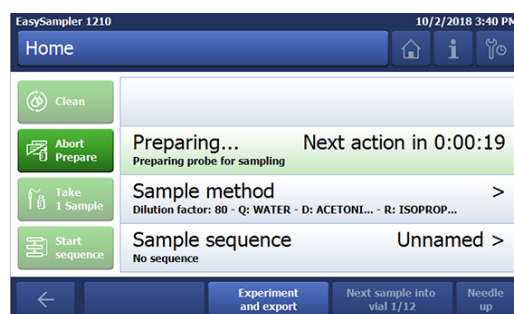 EasySampler 1210 10/2/2018 3:40 PM
Home
Clean
Abort
Prepare
Preparing... Next action in 0:00:19
Preparing probe for sampling
Take
1 Sample
Sample method >
Dilution factor: 80 - Q: WATER - D: ACETONI... - R: ISOPROP...
Start
sequence
Sample sequence Unnamed >
No sequence
Experiment
and export
Next sample into
vial 1/12
Needle
up